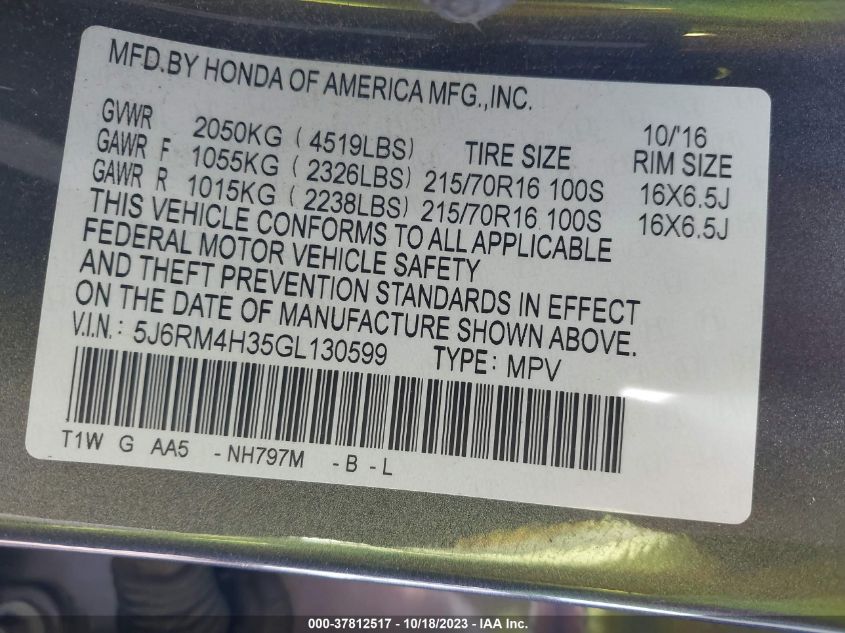 MFD.BY HONDA OF AMERICA MFG.,INC.
10/'16
GVWR 2050KG (4519LBS) TIRE SIZE RIM SIZE
GAWR F 1055KG (2326LBS) 215/70R16 100S 16X6.5J
GAWR R 1015KG (2238LBS) 215/70R16 100S 16X6.5J
THIS VEHICLE CONFORMS TO ALL APPLICABLE
FEDERAL MOTOR VEHICLE SAFETY
AND THEFT PREVENTION STANDARDS IN EFFECT
ON THE DATE OF MANUFACTURE SHOWN ABOVE.
V.I.N.: 5J6RM4H35GL130599 TYPE: MPV
T1W G AA5 -NH797M -B -L
000-37812517 - 10/18/2023 - IAA Inc.